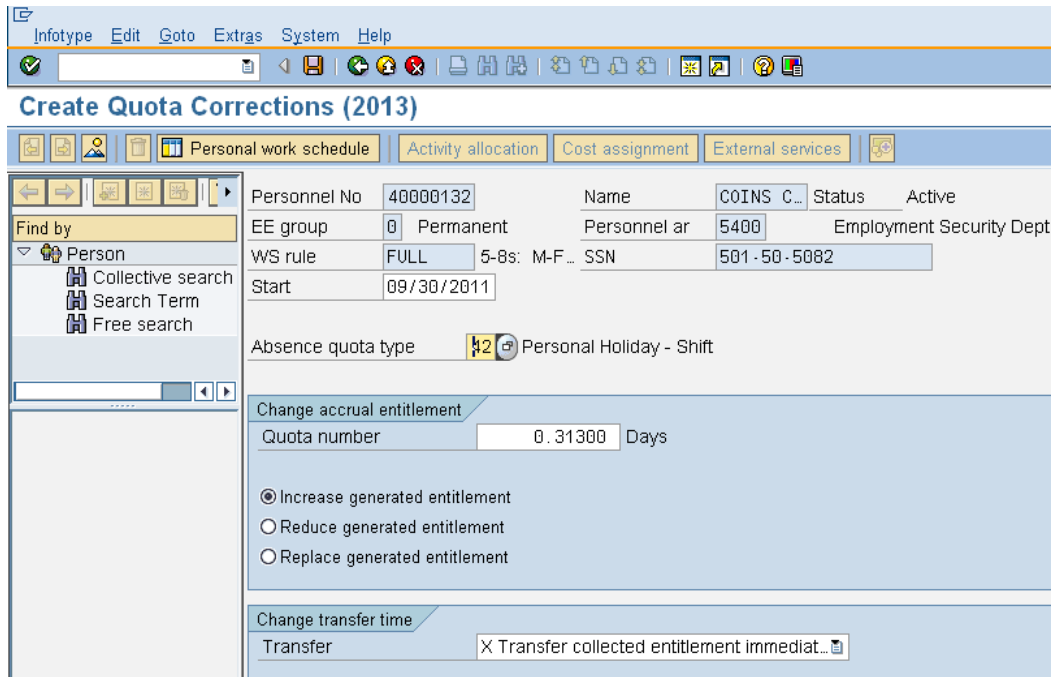 Infotype Edit Goto Extras System Help
Create Quota Corrections (2013)
Personal work schedule Activity allocation Cost assignment External services
Find by
Person
Collective search
Search Term
Free search
Personnel No 40000132 Name COINS C… Status Active
EE group 0 Permanent Personnel ar 5400 Employment Security Dept
WS rule FULL 5-8s: M-F… SSN 501-50-5082
Start 09/30/2011
Absence quota type 42 Personal Holiday - Shift
Change accrual entitlement
Quota number 0.31300 Days
Increase generated entitlement
Reduce generated entitlement
Replace generated entitlement
Change transfer time
Transfer X Transfer collected entitlement immediat…